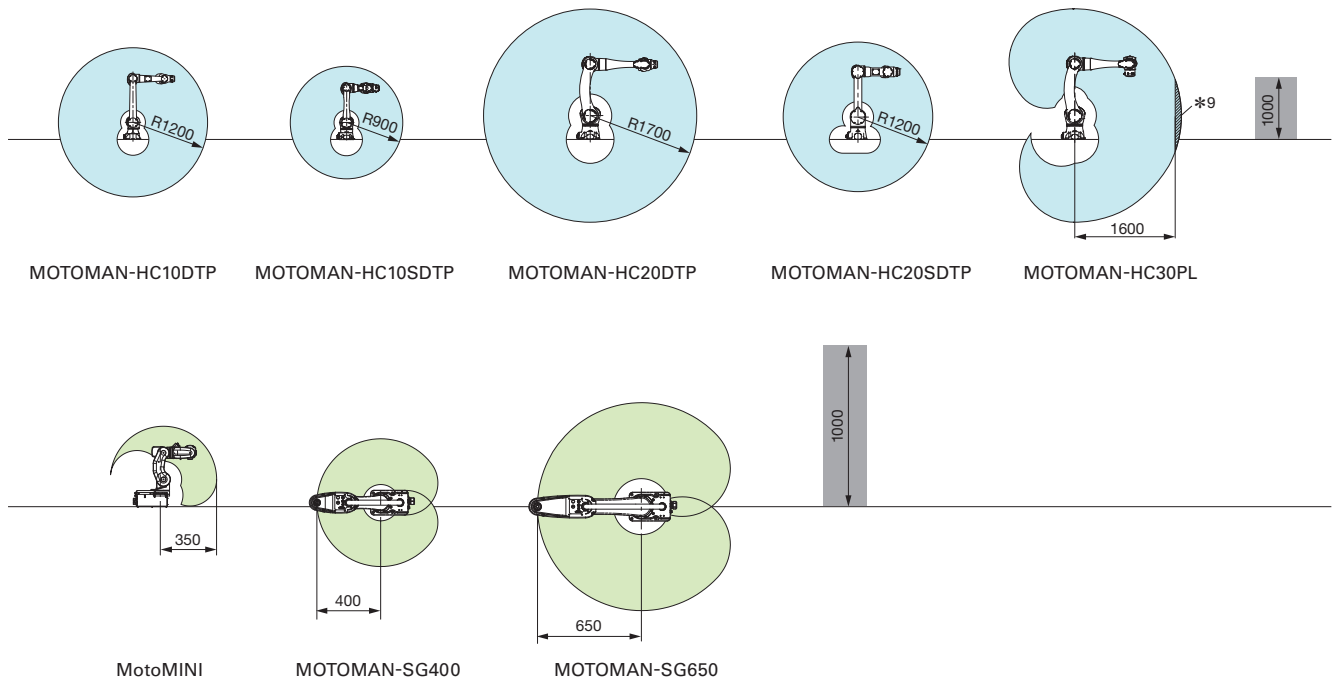 R1200
R900
R1700
R1200
*9
1000
1600
MOTOMAN-HC10DTP
MOTOMAN-HC10SDTP
MOTOMAN-HC20DTP
MOTOMAN-HC20SDTP
MOTOMAN-HC30PL
1000
350
400
650
MotoMINI
MOTOMAN-SG400
MOTOMAN-SG650